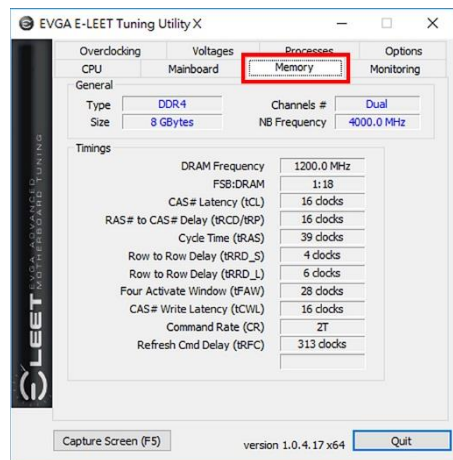 EVGA E-LEET Tuning Utility X
Overclocking Voltages Processes Options
CPU Mainboard Memory Monitoring
General
Type DDR4 Channels # Dual
Size 8 GBytes NB Frequency 4000.0 MHz
Timings
DRAM Frequency 1200.0 MHz
FSB:DRAM 1:18
CAS# Latency (tCL) 16 clocks
RAS# to CAS# Delay (tRCD/tRP) 16 clocks
Cycle Time (tRAS) 39 clocks
Row to Row Delay (tRRD_S) 4 clocks
Row to Row Delay (tRRD_L) 6 clocks
Four Activate Window (tFAW) 28 clocks
CAS# Write Latency (tCWL) 16 clocks
Command Rate (CR) 2T
Refresh Cmd Delay (tRFC) 313 clocks
ELEET EVGA ADVANCED
MOTHERBOARD TUNING
Capture Screen (F5) version 1.0.4.17 x64 Quit